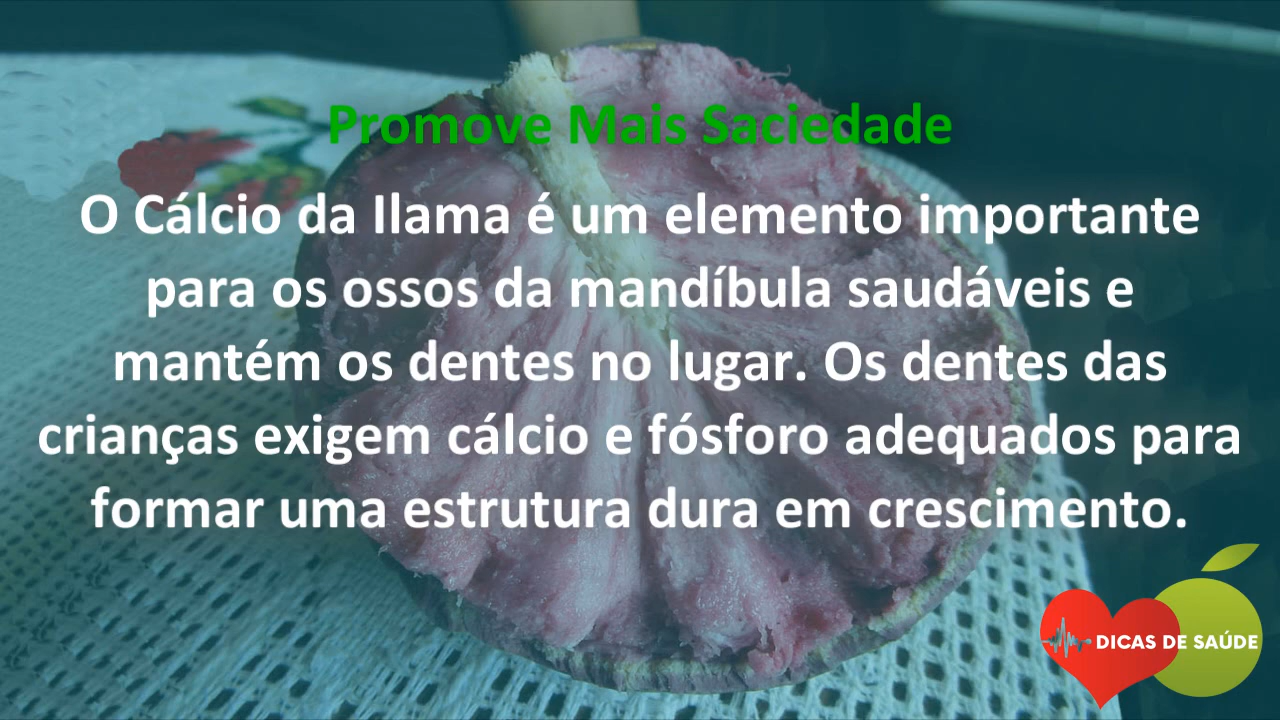 Promove Mais Saciedade
O Cálcio da Ilama é um elemento importante
para os ossos da mandíbula saudáveis e
mantém os dentes no lugar. Os dentes das
crianças exigem cálcio e fósforo adequados para
formar uma estrutura dura em crescimento.
DICAS DE SAÚDE